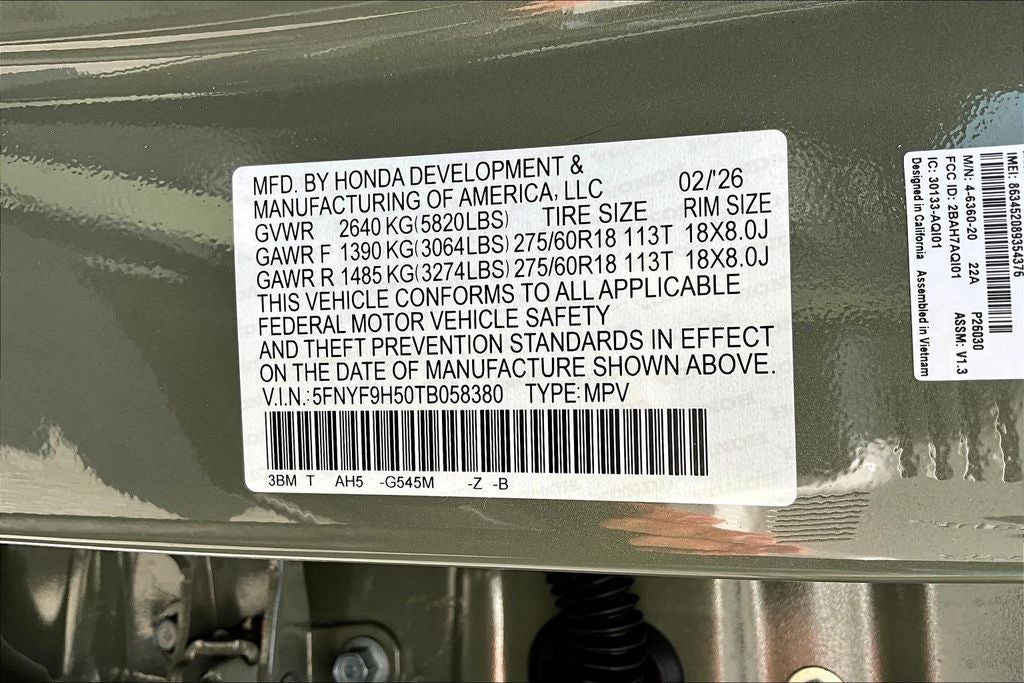 MFD. BY HONDA DEVELOPMENT &
MANUFACTURING OF AMERICA, LLC 02/'26
GVWR 2640 KG(5820LBS) TIRE SIZE RIM SIZE
GAWR F 1390 KG(3064LBS) 275/60R18 113T 18X8.0J
GAWR R 1485 KG(3274LBS) 275/60R18 113T 18X8.0J
THIS VEHICLE CONFORMS TO ALL APPLICABLE
FEDERAL MOTOR VEHICLE SAFETY
AND THEFT PREVENTION STANDARDS IN EFFECT
ON THE DATE OF MANUFACTURE SHOWN ABOVE.
V.I.N.:5FNYF9H50TB058380 TYPE:MPV
3BM T AH5 -G545M -Z -B
IMEI: 863452089354376
M/N: 4-6360-20 22A P26030
FCC ID: 2BAH7AQI01 ASSM: V1.3
IC: 30133-AQI01
Designed in California Assembled in Vietnam